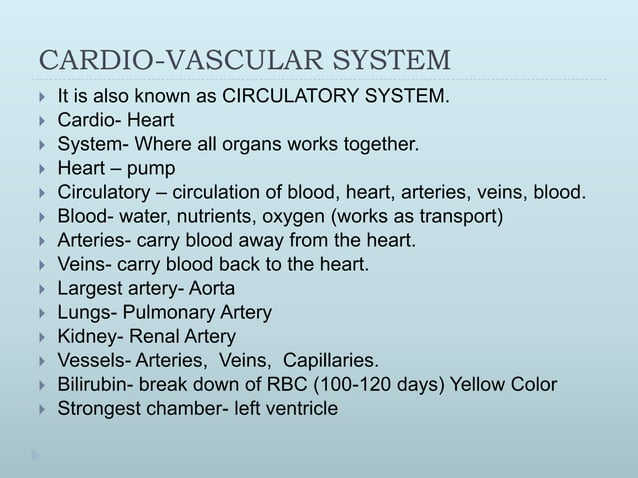 CARDIO-VASCULAR SYSTEM
It is also known as CIRCULATORY SYSTEM.
Cardio- Heart
System- Where all organs works together.
Heart – pump
Circulatory – circulation of blood, heart, arteries, veins, blood.
Blood- water, nutrients, oxygen (works as transport)
Arteries- carry blood away from the heart.
Veins- carry blood back to the heart.
Largest artery- Aorta
Lungs- Pulmonary Artery
Kidney- Renal Artery
Vessels- Arteries, Veins, Capillaries.
Bilirubin- break down of RBC (100-120 days) Yellow Color
Strongest chamber- left ventricle